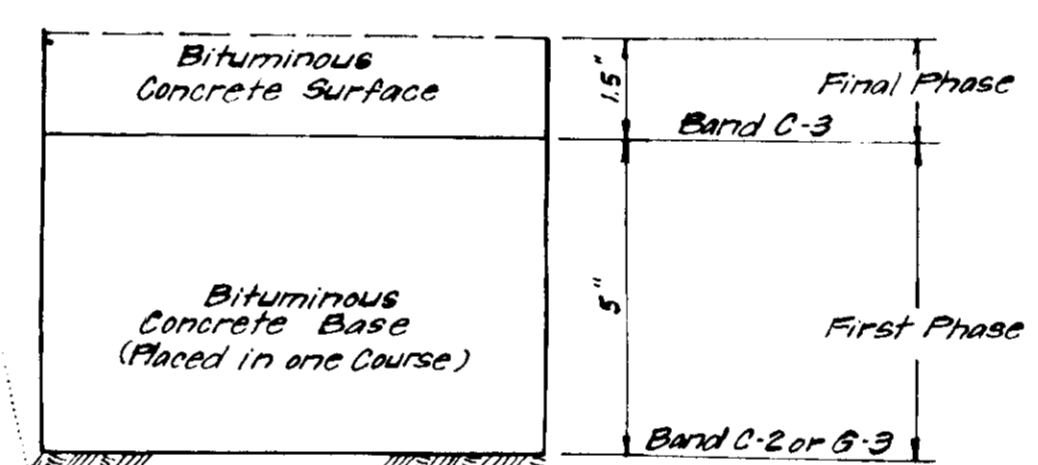 Bituminous
Concrete Surface
1.5"
Final Phase
Band C-3
Bituminous
Concrete Base
(Placed in one Course)
5"
First Phase
Band C-2 or G-3